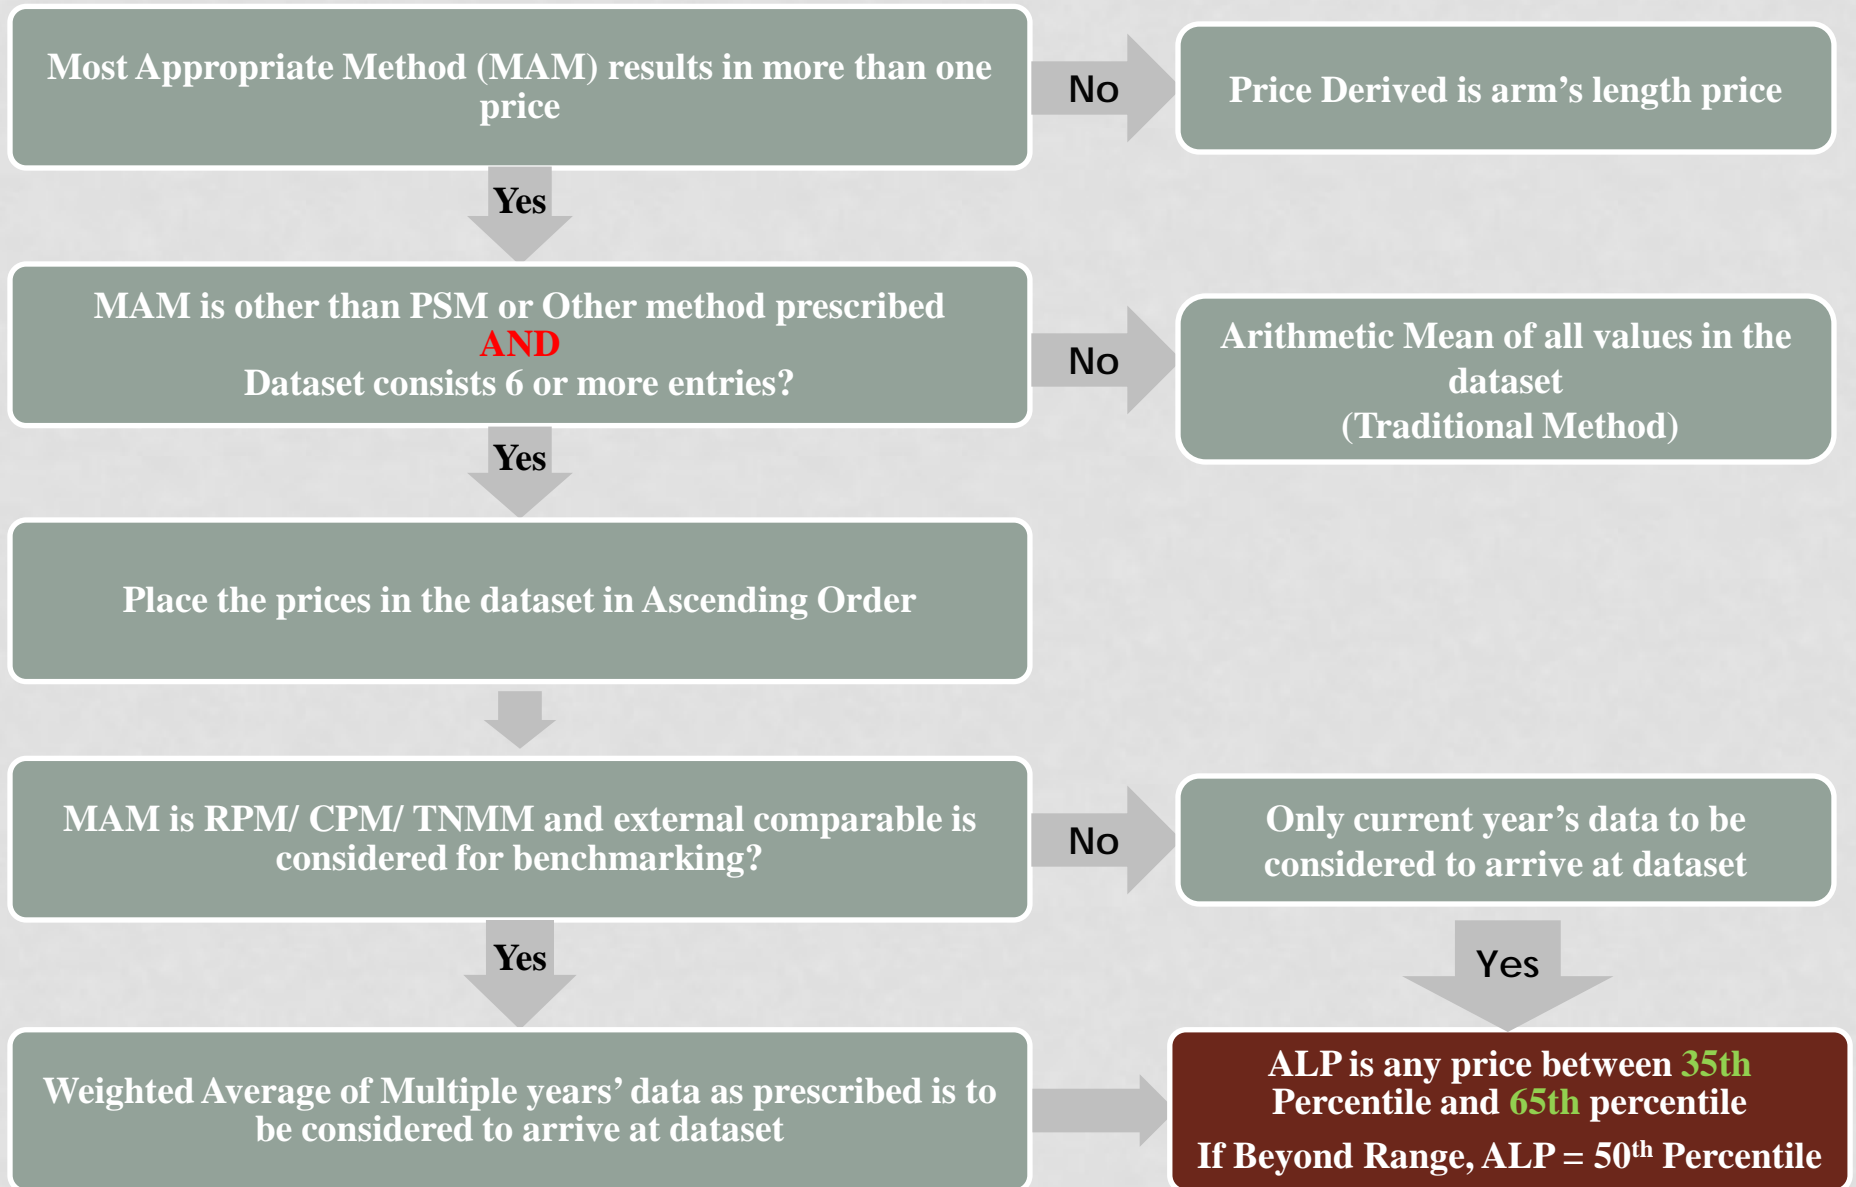 Most Appropriate Method (MAM) results in more than one
price
No
Price Derived is arm’s length price
Yes
MAM is other than PSM or Other method prescribed
AND
Dataset consists 6 or more entries?
No
Arithmetic Mean of all values in the
dataset
(Traditional Method)
Yes
Place the prices in the dataset in Ascending Order
MAM is RPM/ CPM/ TNMM and external comparable is
considered for benchmarking?
No
Only current year’s data to be
considered to arrive at dataset
Yes
Yes
Weighted Average of Multiple years’ data as prescribed is to
be considered to arrive at dataset
ALP is any price between 35th
Percentile and 65th percentile
If Beyond Range, ALP = 50th Percentile